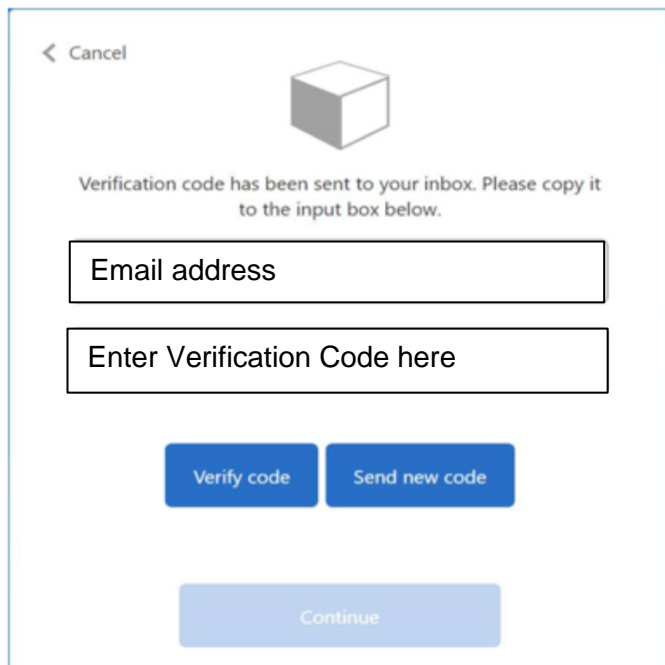 Cancel
Verification code has been sent to your inbox. Please copy it
to the input box below.
Email address
Enter Verification Code here
Verify code
Send new code
Continue